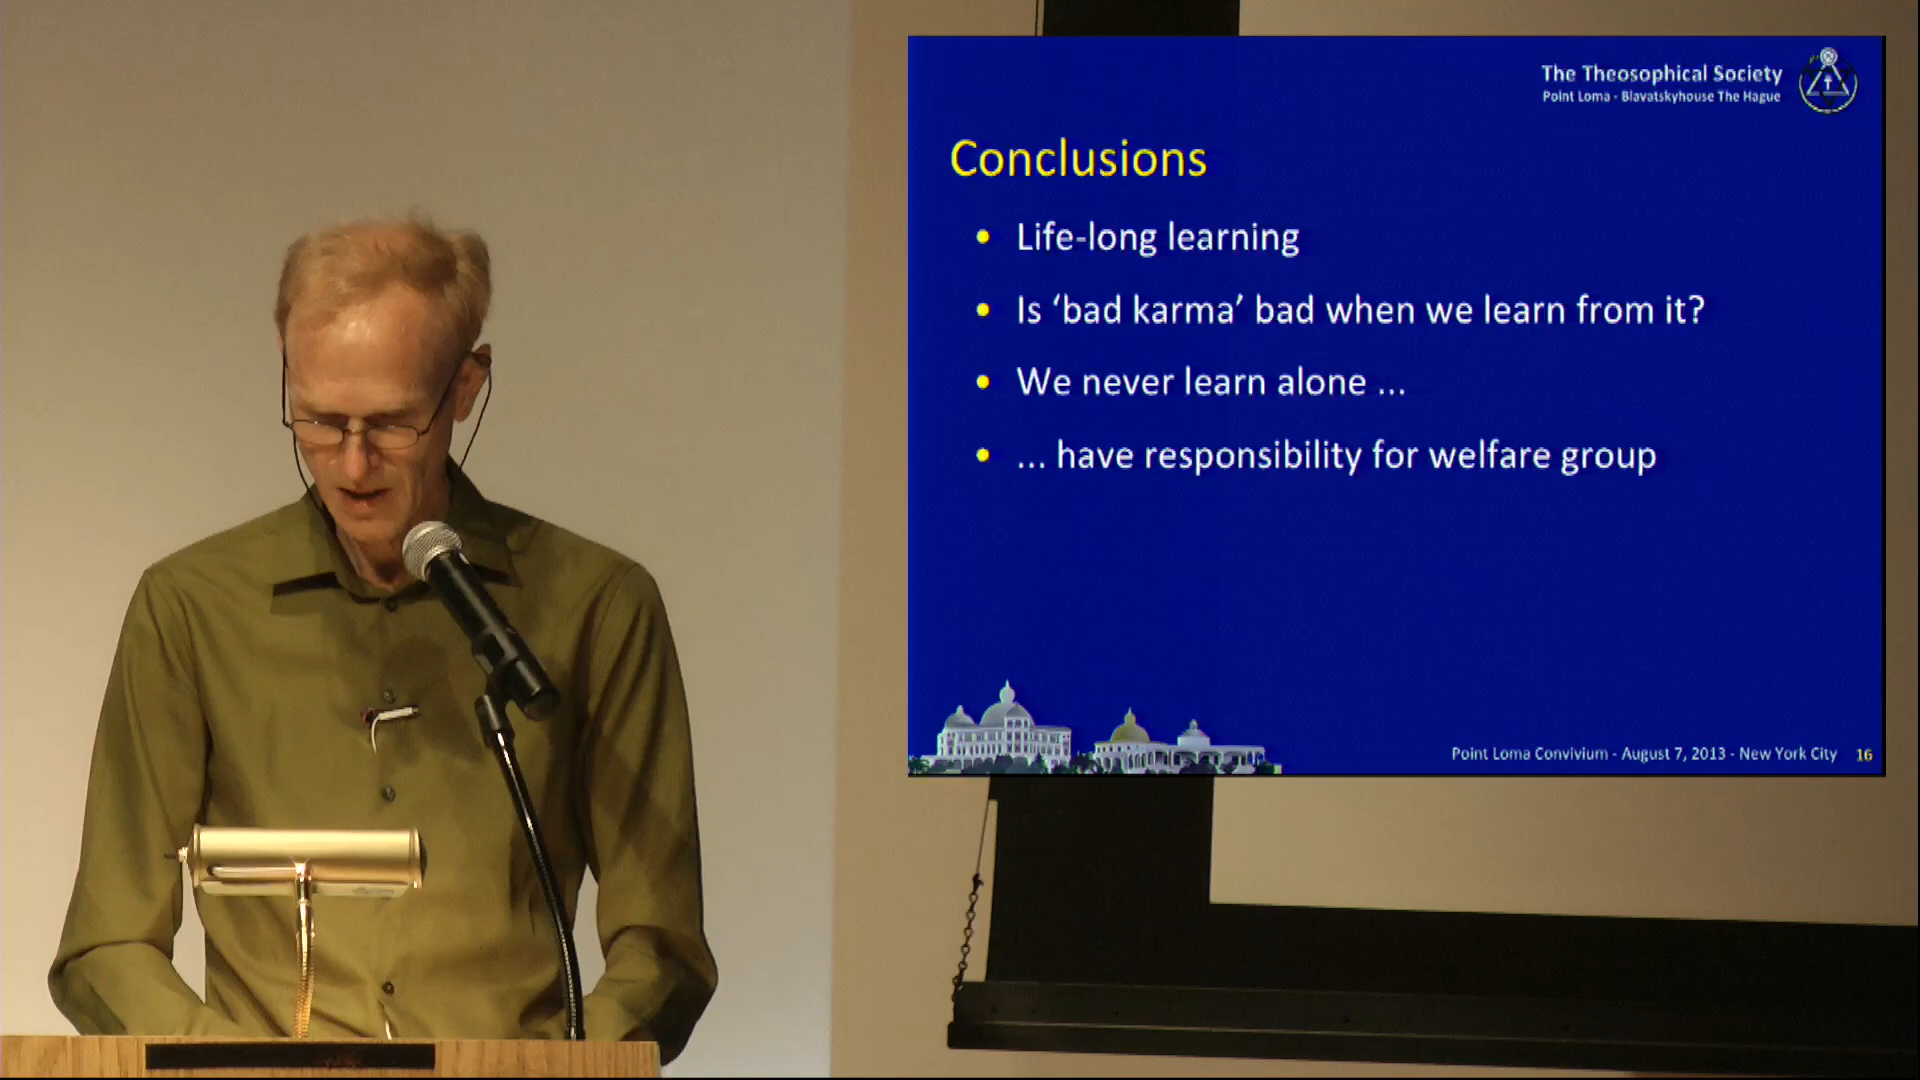 The Theosophical Society
Point Loma - Blavatskyhouse The Hague
Conclusions
• Life-long learning
• Is ‘bad karma’ bad when we learn from it?
• We never learn alone ...
• ... have responsibility for welfare group
Point Loma Convivium - August 7, 2013 - New York City 16